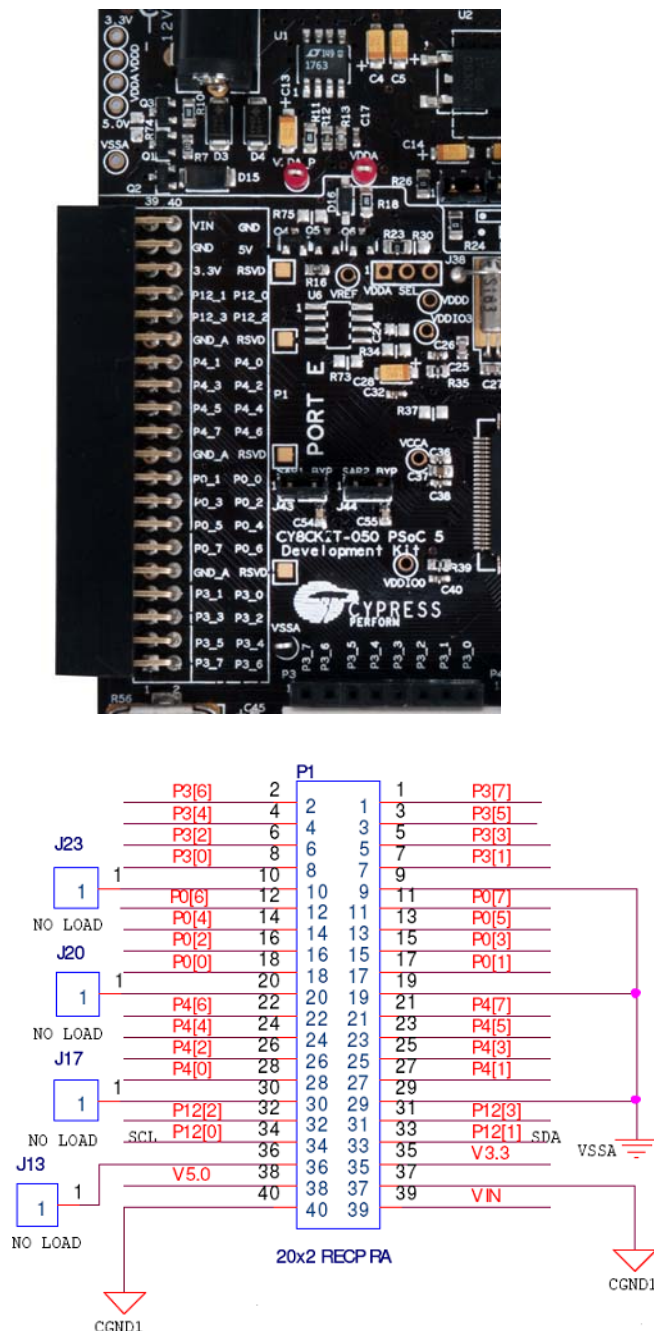 3.3V
12V
U1
U2
VDDD
VDDA
149
1763
C4 C5
C13
R10
Q3
5.0V
R74
R11
R12
R13
C17
VSSA
Q1
R7 D3 D4
VDDA_P
VDDA
C14
D15
Q2
R26
D16
R18
39 40
VIN GND
GND 5V
3.3V RSVD
P12_1 P12_0
P12_3 P12_2
GND_A RSVD
P4_1 P4_0
P4_3 P4_2
P4_5 P4_4
P4_7 P4_6
GND_A RSVD
P0_1 P0_0
P0_3 P0_2
P0_5 P0_4
P0_7 P0_6
GND_A RSVD
P3_1 P3_0
P3_3 P3_2
P3_5 P3_4
P3_7 P3_6
1 2
R56
C45
R75
Q5 Q6
R23 R30
R24
J38
R16
VREF
VDDA SEL
VDDD
U6
VDDIO3
C24
R34
C26
C25
R73
C28
C32
R35
C27
P1
PORT E
R37
VCCA
C36
C37
C38
SAR1 BYP SAR2 BYP
J43 J44
C54 C55
CY8CKIT-050 PSoC 5
Development Kit
R39
VDDIO0
C40
CYPRESS
PERFORM
VSSA
P3_7 P3_6 P3_5 P3_4 P3_3 P3_2 P3_1 P3_0
P3
P1
P3[6] 2 2 1 1 P3[7]
P3[4] 4 4 3 3 P3[5]
P3[2] 6 6 5 5 P3[3]
P3[0] 8 8 7 7 P3[1]
J23
1 1 10 10 9 9
NO LOAD
P0[6] 12 12 11 11 P0[7]
P0[4] 14 14 13 13 P0[5]
P0[2] 16 16 15 15 P0[3]
P0[0] 18 18 17 17 P0[1]
J20
1 1 20 20 19 19
NO LOAD
P4[6] 22 22 21 21 P4[7]
P4[4] 24 24 23 23 P4[5]
P4[2] 26 26 25 25 P4[3]
P4[0] 28 28 27 27 P4[1]
J17
1 1 30 30 29 29
NO LOAD
P12[2] 32 32 31 31 P12[3]
SCL P12[0] 34 34 33 33 P12[1] SDA
VSSA
J13
1 1 36 36 35 35 V3.3
NO LOAD
V5.0 38 38 37 37
40 40 39 39 VIN
20x2 RECP RA
CGND1
CGND1